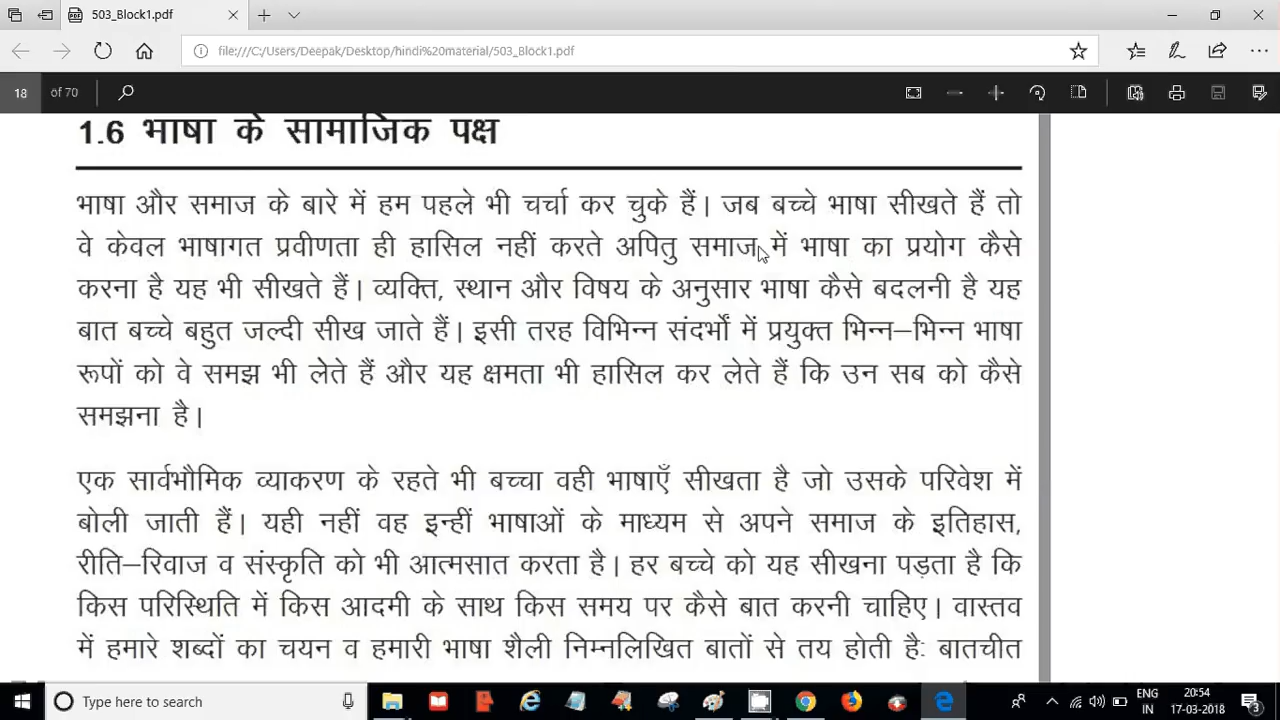 503_Block1.pdf
file:///C:/Users/Deepak/Desktop/hindi%20material/503_Block1.pdf
18 of 70
1.6 भाषा के सामाजिक पक्ष
भाषा और समाज के बारे में हम पहले भी चर्चा कर चुके हैं। जब बच्चे भाषा सीखते हैं तो
वे केवल भाषागत प्रवीणता ही हासिल नहीं करते अपितु समाज में भाषा का प्रयोग कैसे
करना है यह भी सीखते हैं। व्यक्ति, स्थान और विषय के अनुसार भाषा कैसे बदलनी है यह
बात बच्चे बहुत जल्दी सीख जाते हैं। इसी तरह विभिन्न संदर्भों में प्रयुक्त भिन्न–भिन्न भाषा
रूपों को वे समझ भी लेते हैं और यह क्षमता भी हासिल कर लेते हैं कि उन सब को कैसे
समझना है।
एक सार्वभौमिक व्याकरण के रहते भी बच्चा वही भाषाएँ सीखता है जो उसके परिवेश में
बोली जाती हैं। यही नहीं वह इन्हीं भाषाओं के माध्यम से अपने समाज के इतिहास,
रीति–रिवाज व संस्कृति को भी आत्मसात करता है। हर बच्चे को यह सीखना पड़ता है कि
किस परिस्थिति में किस आदमी के साथ किस समय पर कैसे बात करनी चाहिए। वास्तव
में हमारे शब्दों का चयन व हमारी भाषा शैली निम्नलिखित बातों से तय होती है: बातचीत
Type here to search
ENG 20:54
IN 17-03-2018
3